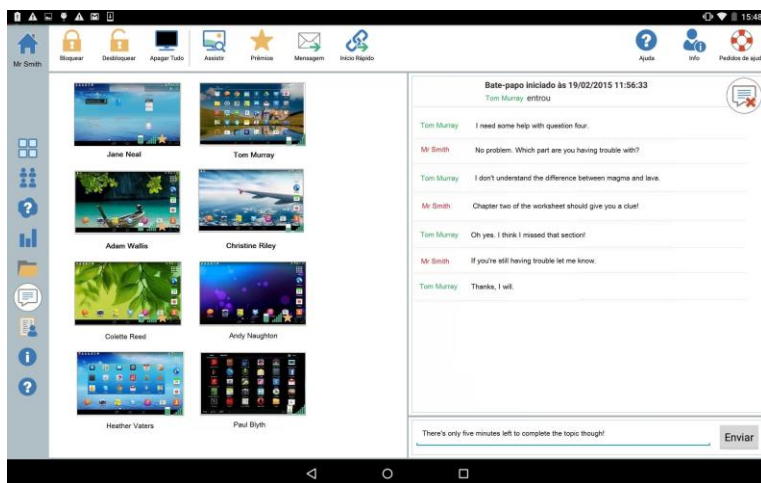 15:48
Mr Smith
Bloquear
Desbloquear
Apagar Tudo
Assistir
Prêmios
Mensagem
Início Rápido
Ajuda
Info
Pedidos de ajud
Jane Neal
Tom Murray
Adam Wallis
Christine Riley
Colette Reed
Andy Naughton
Heather Vaters
Paul Blyth
Bate-papo iniciado às 19/02/2015 11:56:33
Tom Murray entrou
Tom Murray I need some help with question four.
Mr Smith No problem. Which part are you having trouble with?
Tom Murray I don't understand the difference between magma and lava.
Mr Smith Chapter two of the worksheet should give you a clue!
Tom Murray Oh yes. I think I missed that section!
Mr Smith If you're still having trouble let me know.
Tom Murray Thanks, I will.
There's only five minutes left to complete the topic though!
Enviar